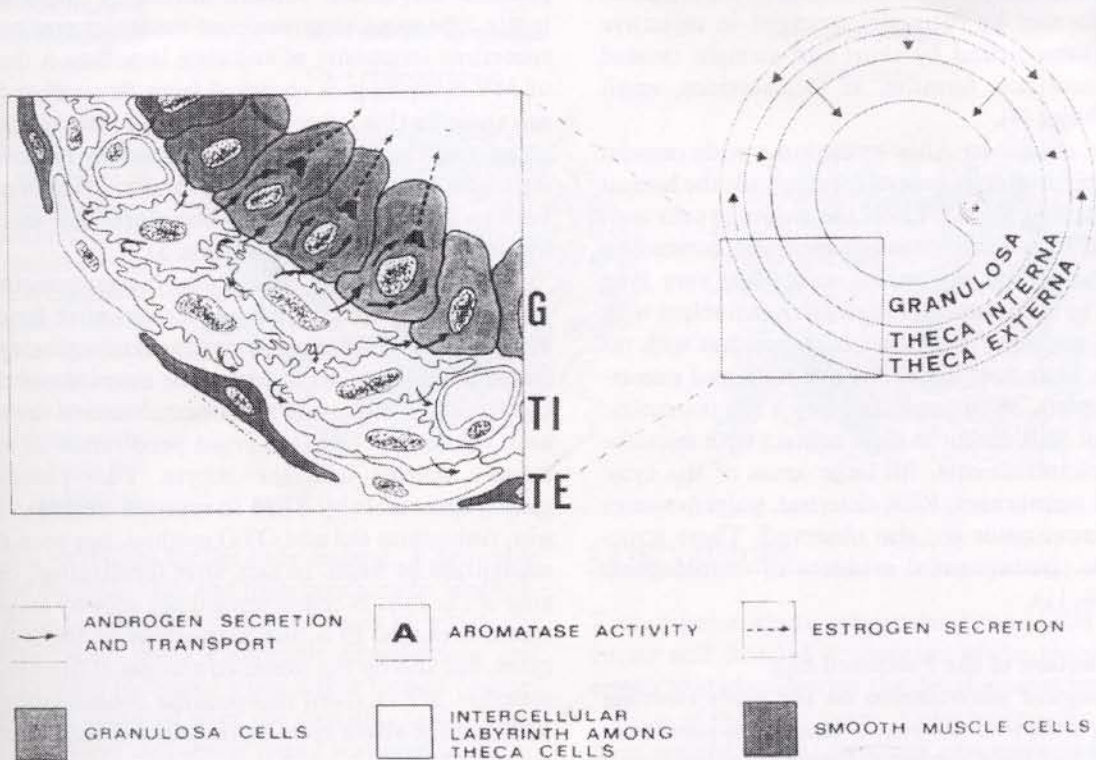 GRANULOSA
THECA INTERNA
THECA EXTERNA
G
TI
TE
A
A
A
A
ANDROGEN SECRETION
AND TRANSPORT
A
AROMATASE ACTIVITY
ESTROGEN SECRETION
GRANULOSA CELLS
INTERCELLULAR
LABYRINTH AMONG
THECA CELLS
SMOOTH MUSCLE CELLS